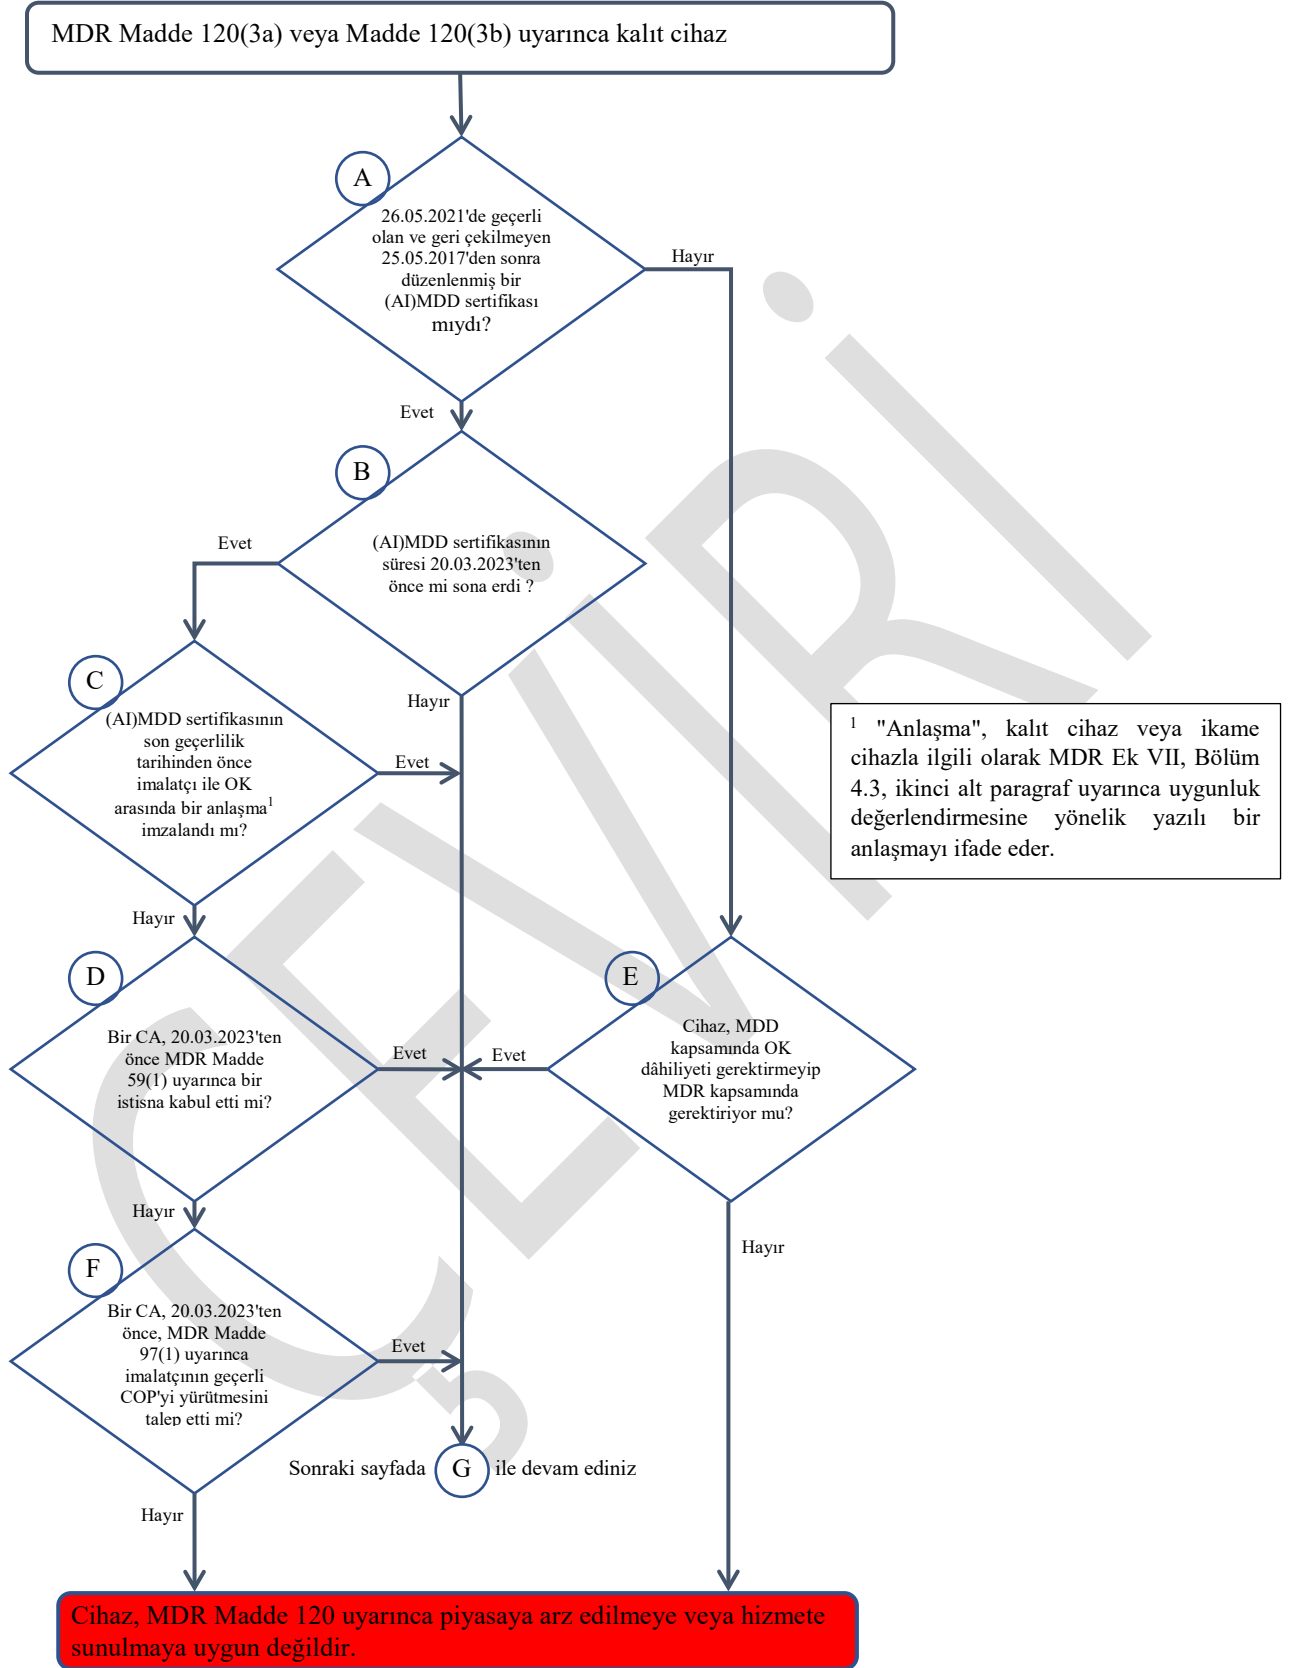 MDR Madde 120(3a) veya Madde 120(3b) uyarınca kalıt cihaz
A
26.05.2021'de geçerli
olan ve geri çekilmeyen
25.05.2017'den sonra
düzenlenmiş bir
(AI)MDD sertifikası
mıydı?
Hayır
Evet
B
(AI)MDD sertifikasının
süresi 20.03.2023'ten
önce mi sona erdi ?
Evet
Hayır
C
(AI)MDD sertifikasının
son geçerlilik
tarihinden önce
imalatçı ile OK
arasında bir anlaşma1
imzalandı mı?
Evet
Hayır
1 "Anlaşma", kalıt cihaz veya ikame
cihazla ilgili olarak MDR Ek VII, Bölüm
4.3, ikinci alt paragraf uyarınca uygunluk
değerlendirmesine yönelik yazılı bir
anlaşmayı ifade eder.
D
Bir CA, 20.03.2023'ten
önce MDR Madde
59(1) uyarınca bir
istisna kabul etti mi?
Evet
Hayır
E
Cihaz, MDD
kapsamında OK
dâhiliyeti gerektirmeyip
MDR kapsamında
gerektiriyor mu?
Evet
Hayır
F
Bir CA, 20.03.2023'ten
önce, MDR Madde
97(1) uyarınca
imalatçının geçerli
COP'yi yürütmesini
talep etti mi?
Evet
Hayır
Sonraki sayfada G ile devam ediniz
Cihaz, MDR Madde 120 uyarınca piyasaya arz edilmeye veya hizmete
sunulmaya uygun değildir.
ÇEVİRİ